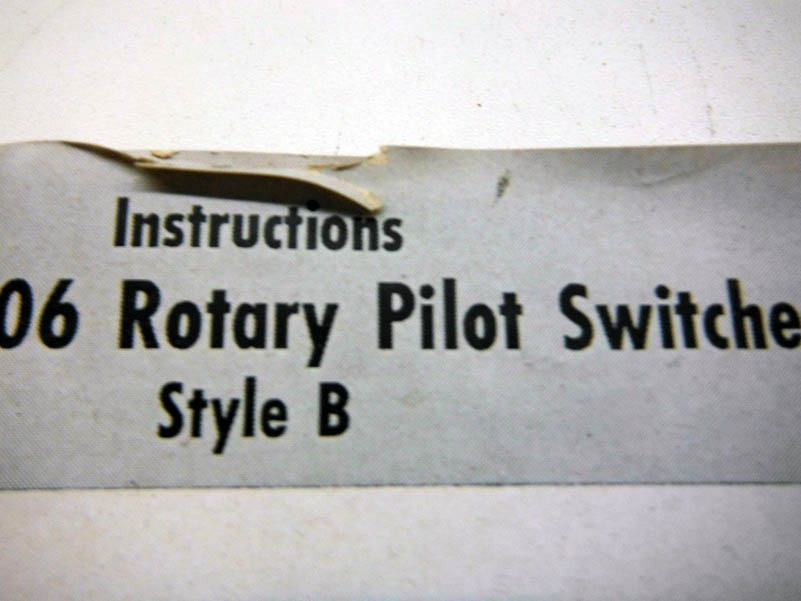 Instructions
06 Rotary Pilot Switche
Style B